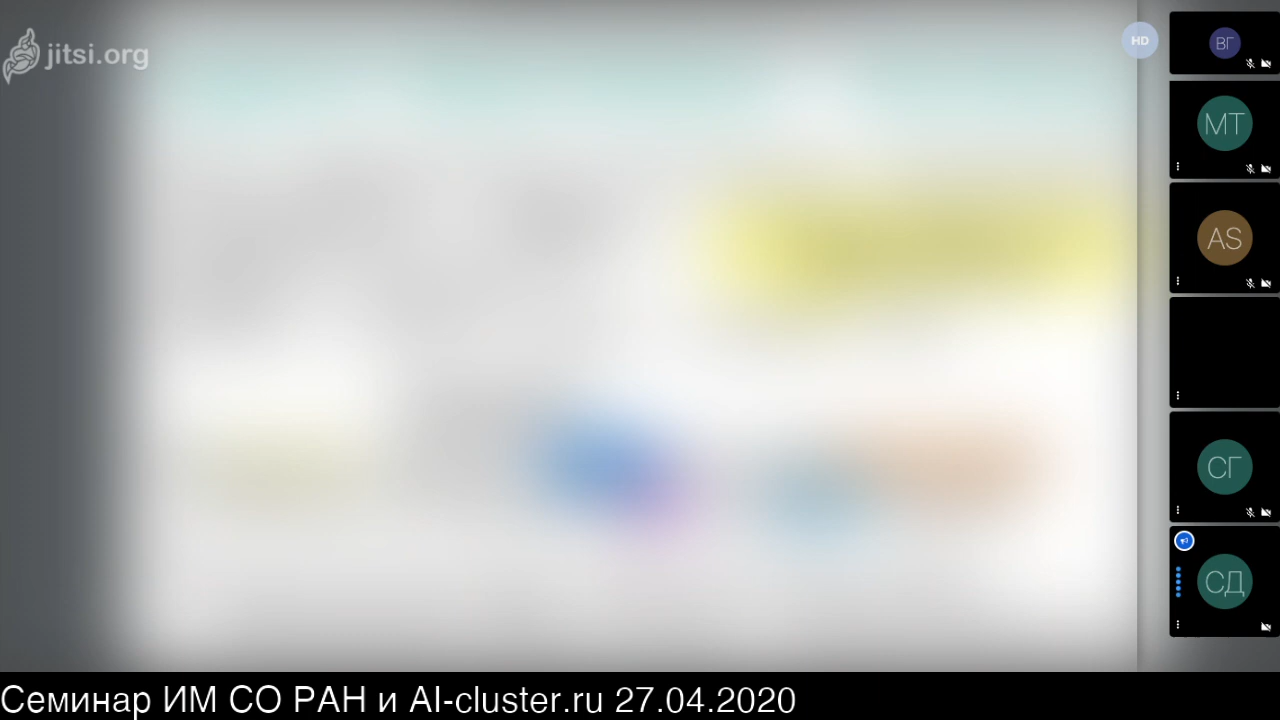 jitsi.org
HD
ВГ
МТ
AS
СГ
СД
Семинар ИМ СО РАН и AI-cluster.ru 27.04.2020